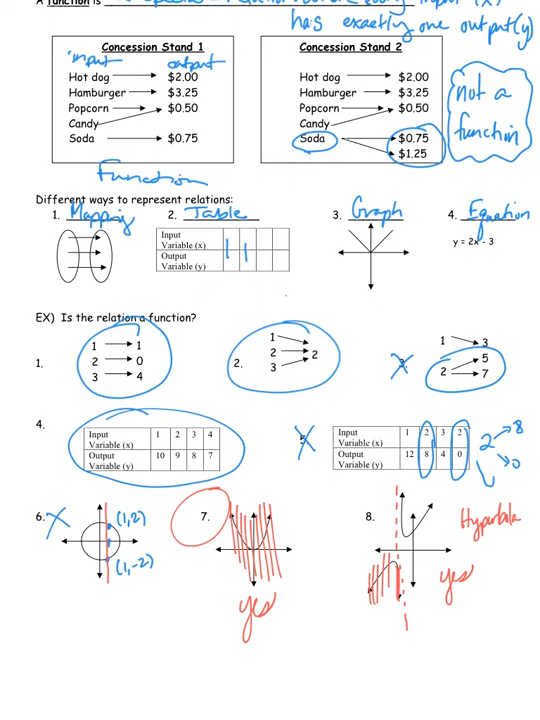 A function is a special relation where every input (x)
has exactly one output (y)
Concession Stand 1
input output
Hot dog $2.00
Hamburger $3.25
Popcorn $0.50
Candy
Soda $0.75
function
Concession Stand 2
Hot dog $2.00
Hamburger $3.25
Popcorn $0.50
Candy
Soda $0.75
$1.25
not a
function
Different ways to represent relations:
1. Mapping 2. Table 3. Graph 4. Equation
Input
Variable (x)
Output
Variable (y)
y = 2x - 3
EX) Is the relation a function?
1.
1 1
2 0
3 4
2.
1
2 2
3
3.
1 3
5
2 7
4.
Input
Variable (x) 1 2 3 4
Output
Variable (y) 10 9 8 7
5.
Input
Variable (x) 1 2 3 2
Output
Variable (y) 12 8 4 0
2 8
0
6. X
(1,2)
(1,-2)
7.
yes
8.
Hyperbola
yes